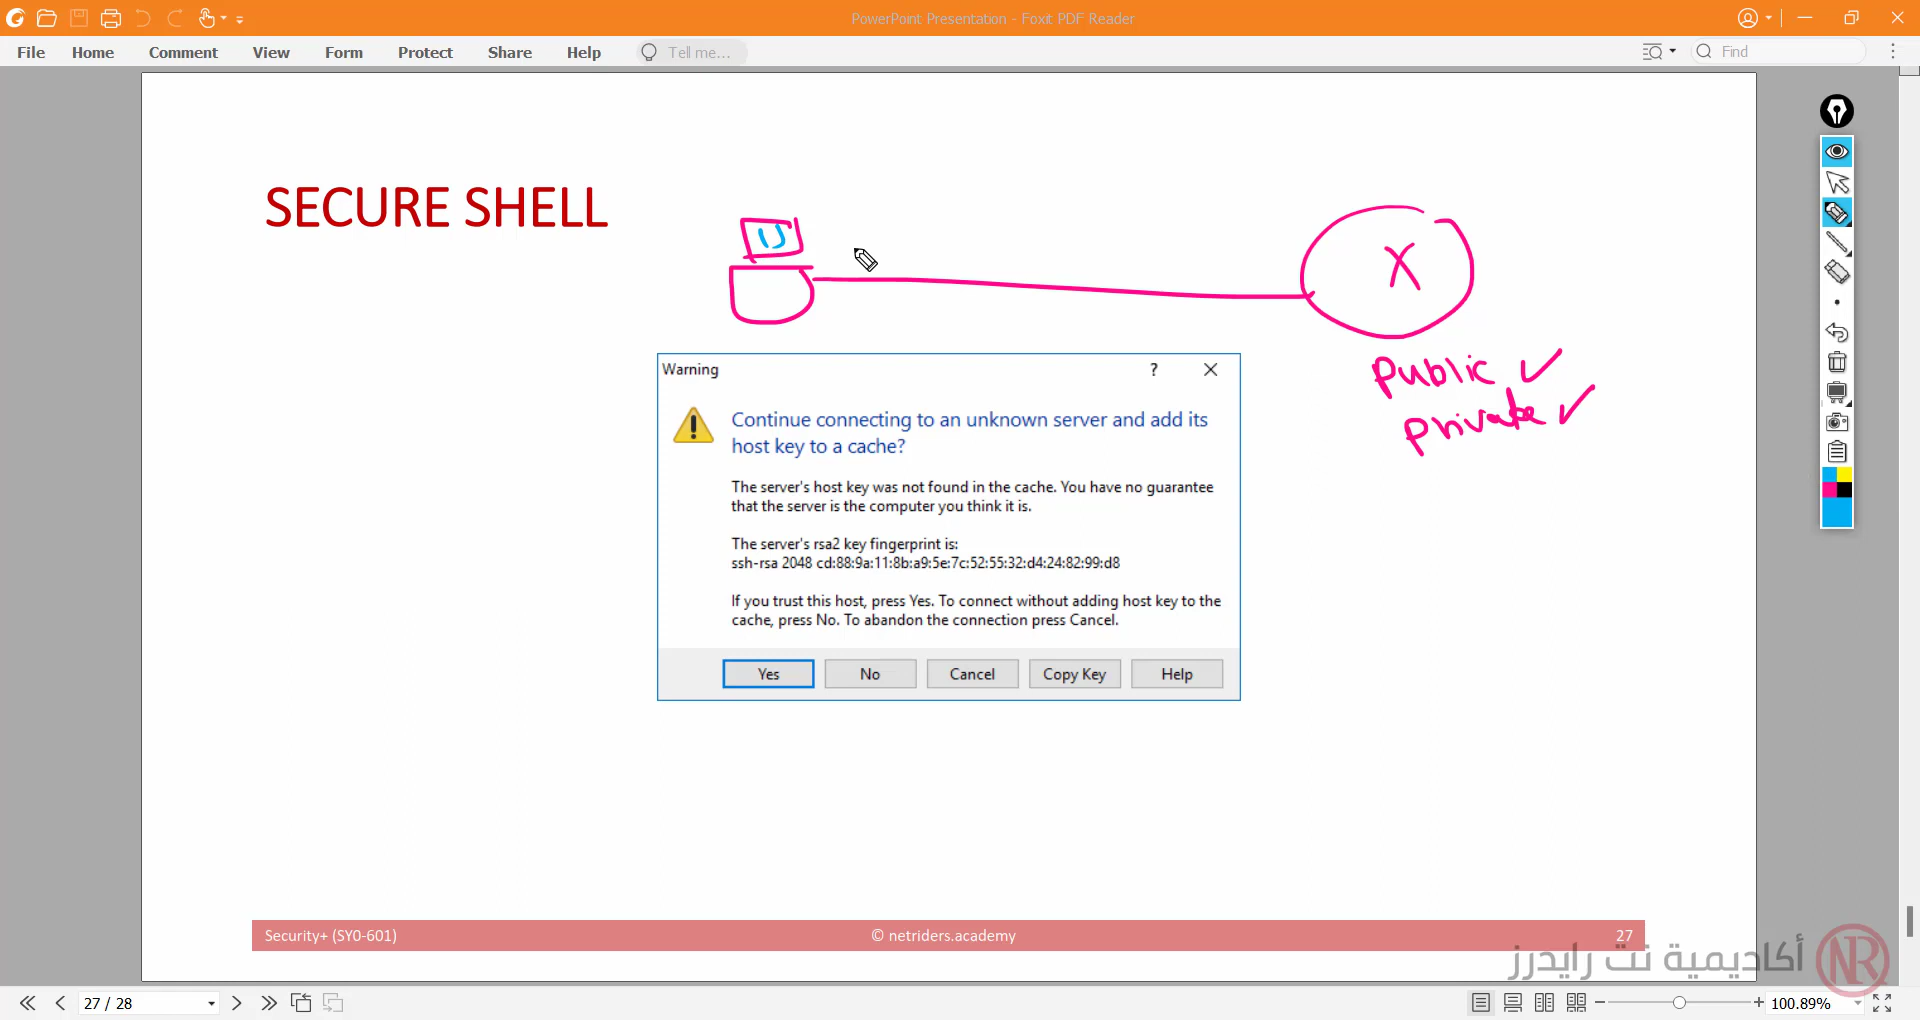 PowerPoint Presentation - Foxit PDF Reader
File Home Comment View Form Protect Share Help Tell me... Find
SECURE SHELL
X
public ✓
private ✓
Warning ?
Continue connecting to an unknown server and add its
host key to a cache?
The server's host key was not found in the cache. You have no guarantee
that the server is the computer you think it is.
The server's rsa2 key fingerprint is:
ssh-rsa 2048 cd:88:9a:11:8b:a9:5e:7c:52:55:32:d4:24:82:99:d8
If you trust this host, press Yes. To connect without adding host key to the
cache, press No. To abandon the connection press Cancel.
Yes No Cancel Copy Key Help
Security+ (SY0-601) © netriders.academy 27
أكاديمية نت رايدرز NR
27 / 28 100.89%